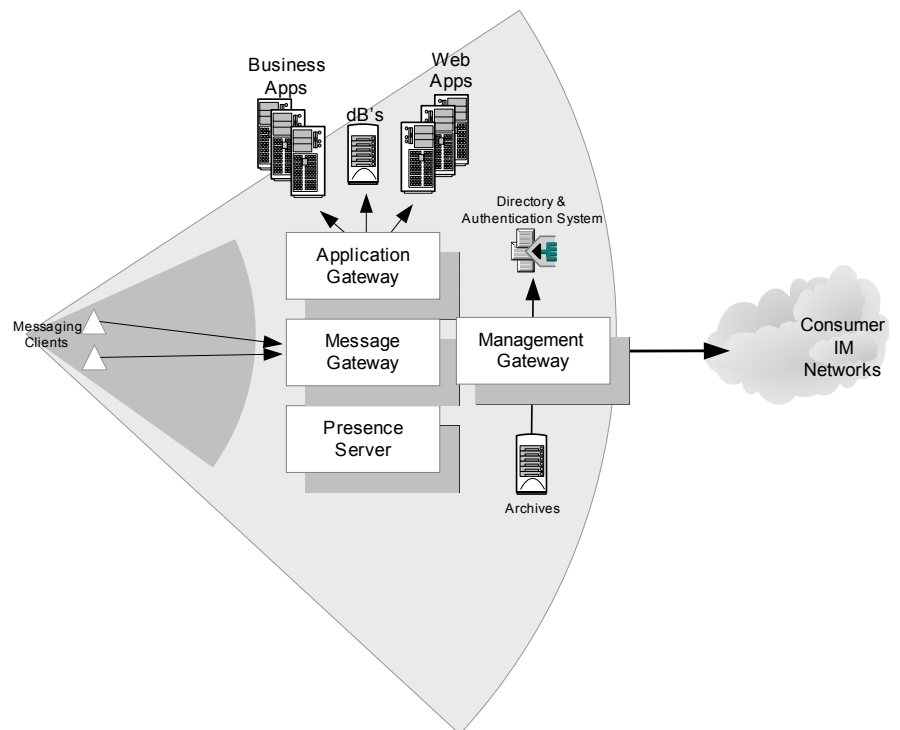 Business
Apps
dB's
Web
Apps
Directory &
Authentication System
Application
Gateway
Messaging
Clients
Message
Gateway
Management
Gateway
Consumer
IM
Networks
Presence
Server
Archives